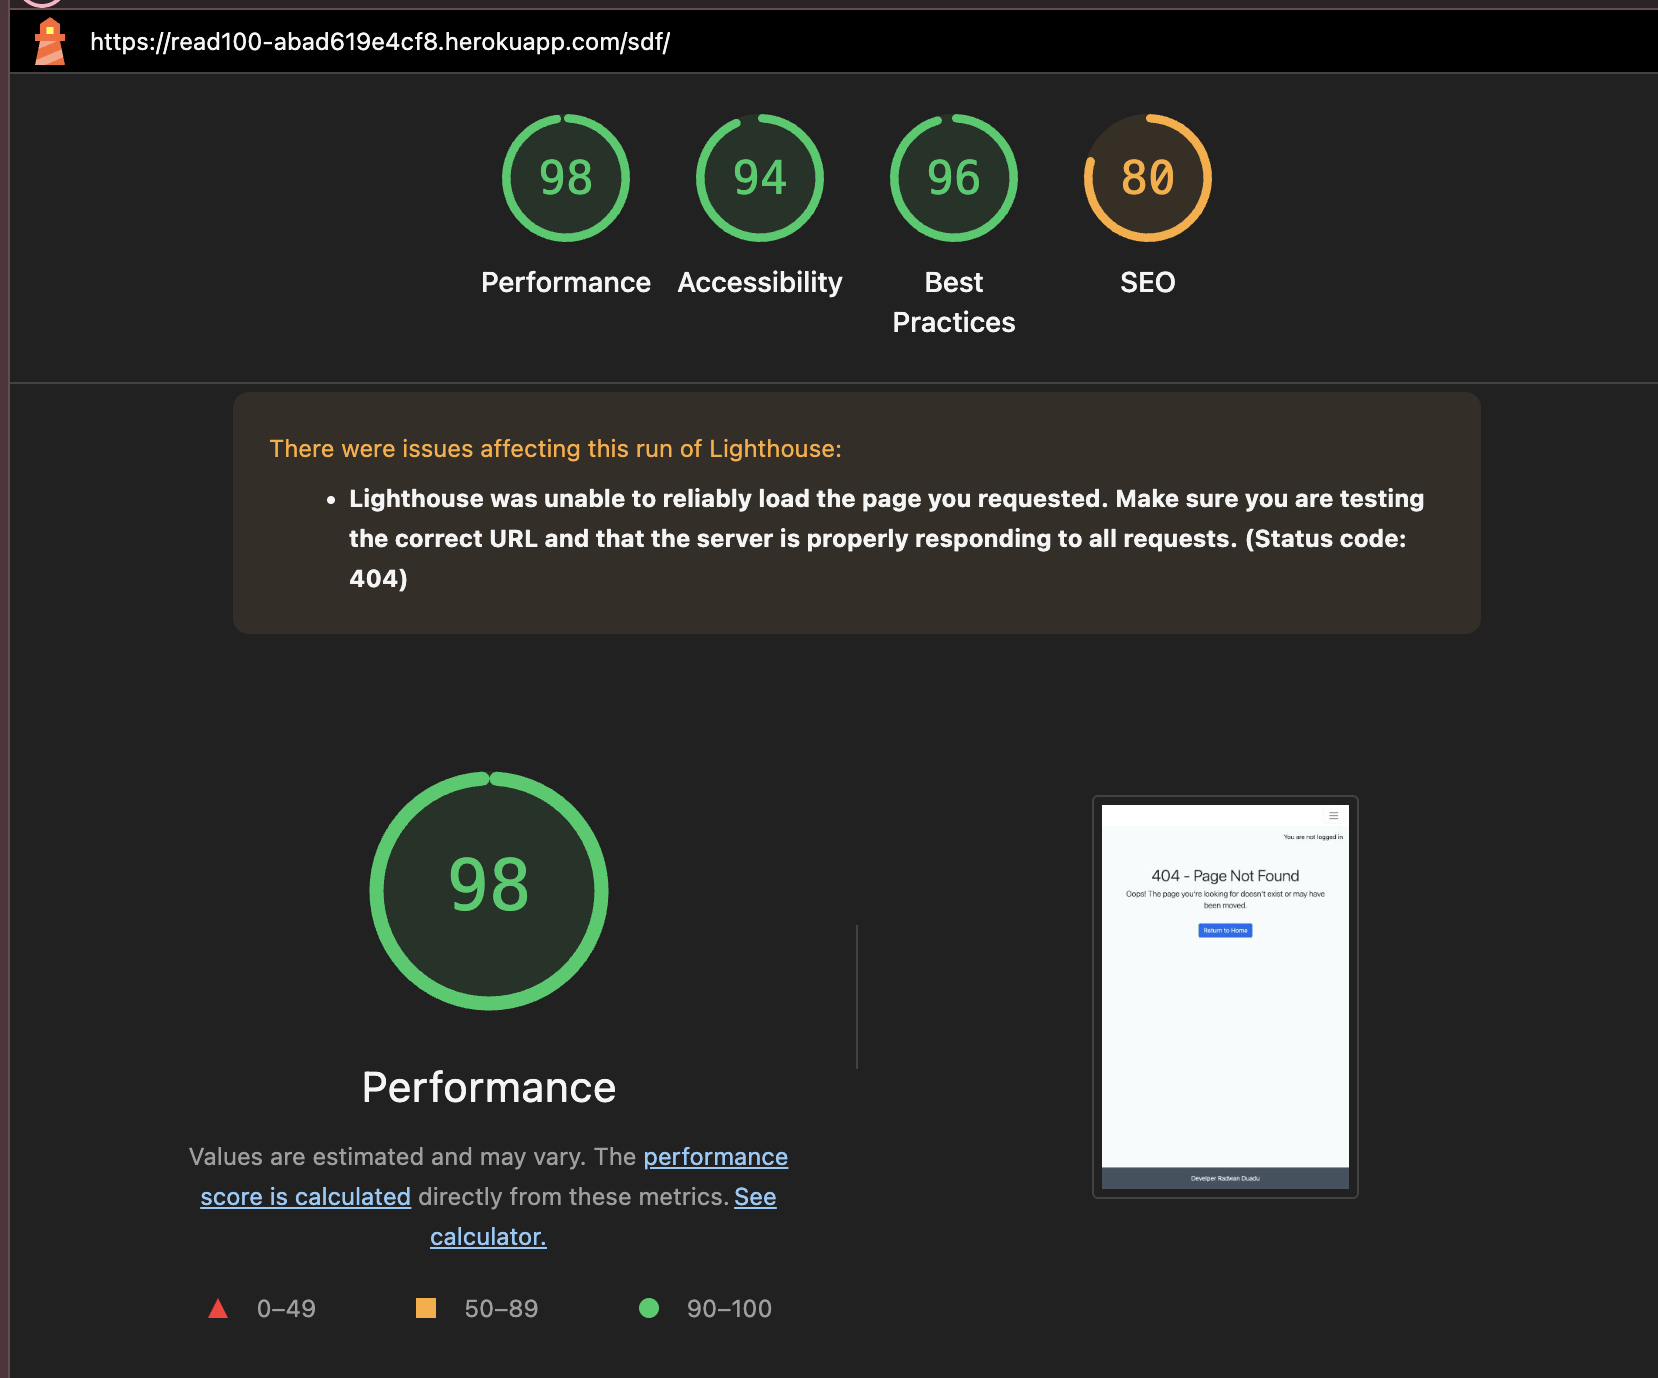 https://read100-abad619e4cf8.herokuapp.com/sdf/
98
94
96
80
Performance
Accessibility
Best
Practices
SEO
There were issues affecting this run of Lighthouse:
• Lighthouse was unable to reliably load the page you requested. Make sure you are testing
the correct URL and that the server is properly responding to all requests. (Status code:
404)
98
Performance
Values are estimated and may vary. The performance
score is calculated directly from these metrics. See
calculator.
0–49
50–89
90–100
You are not logged in
404 - Page Not Found
Oops! The page you're looking for doesn't exist or may have
been moved.
Return to Home
Develper Radwan Duadu